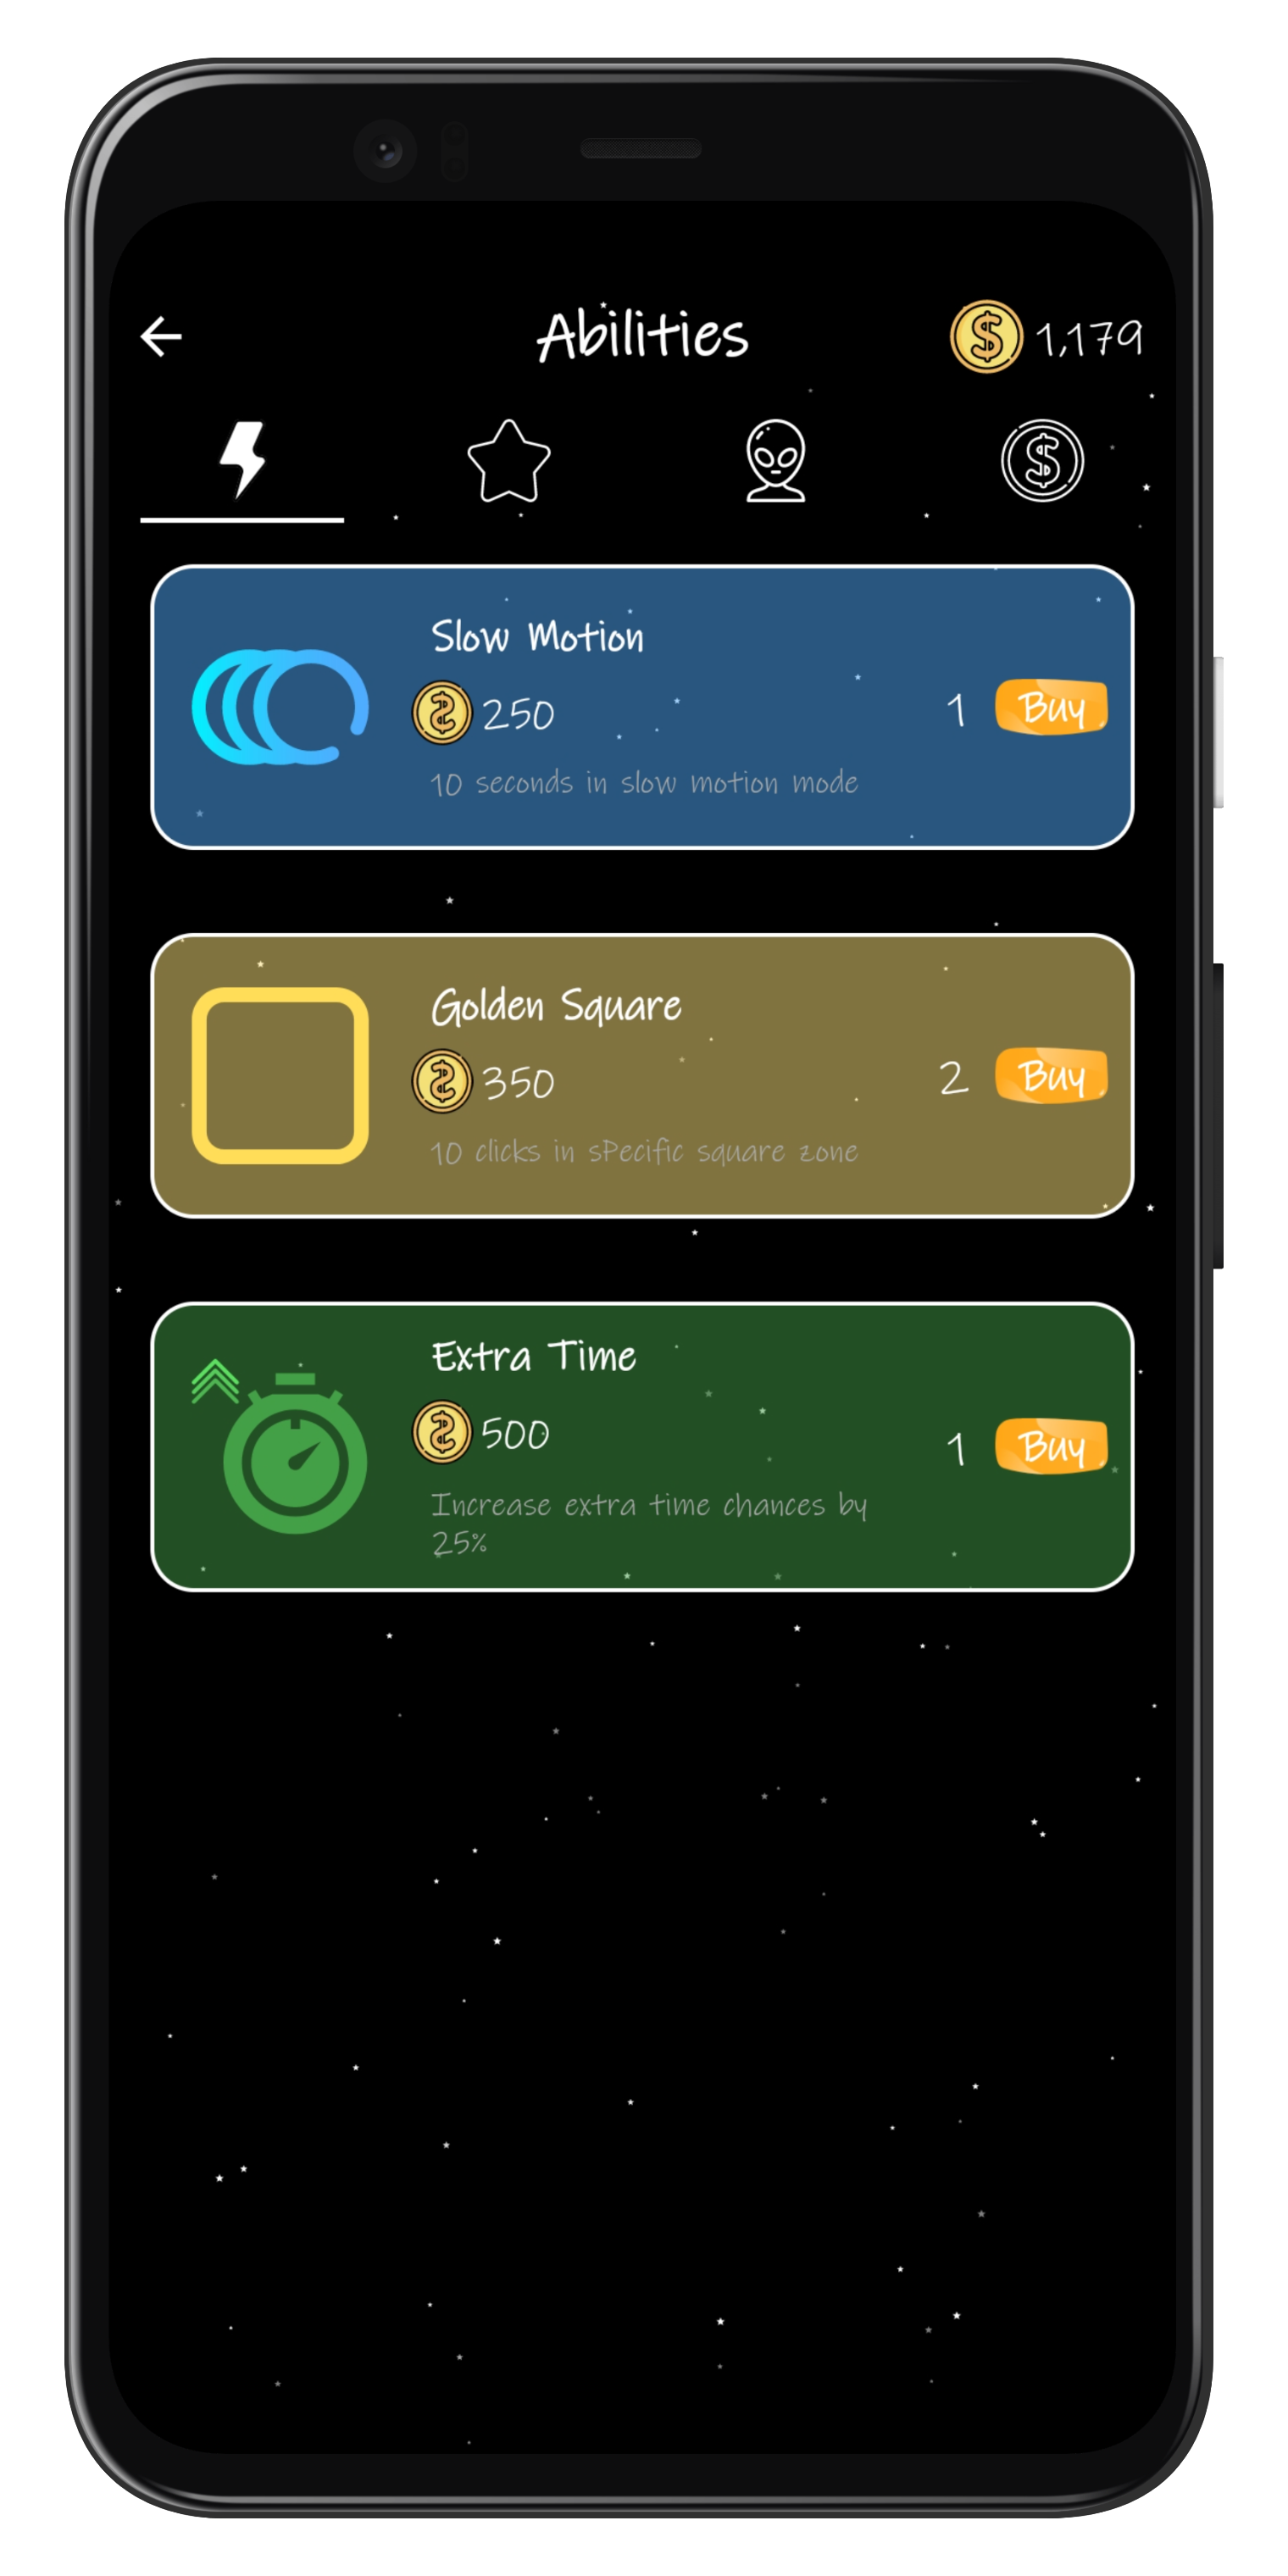 Abilities
1,179
Slow Motion
250
1
Buy
10 seconds in slow motion mode
Golden Square
350
2
Buy
10 clicks in sPecific square zone
Extra Time
500
1
Buy
Increase extra time chances by
25%